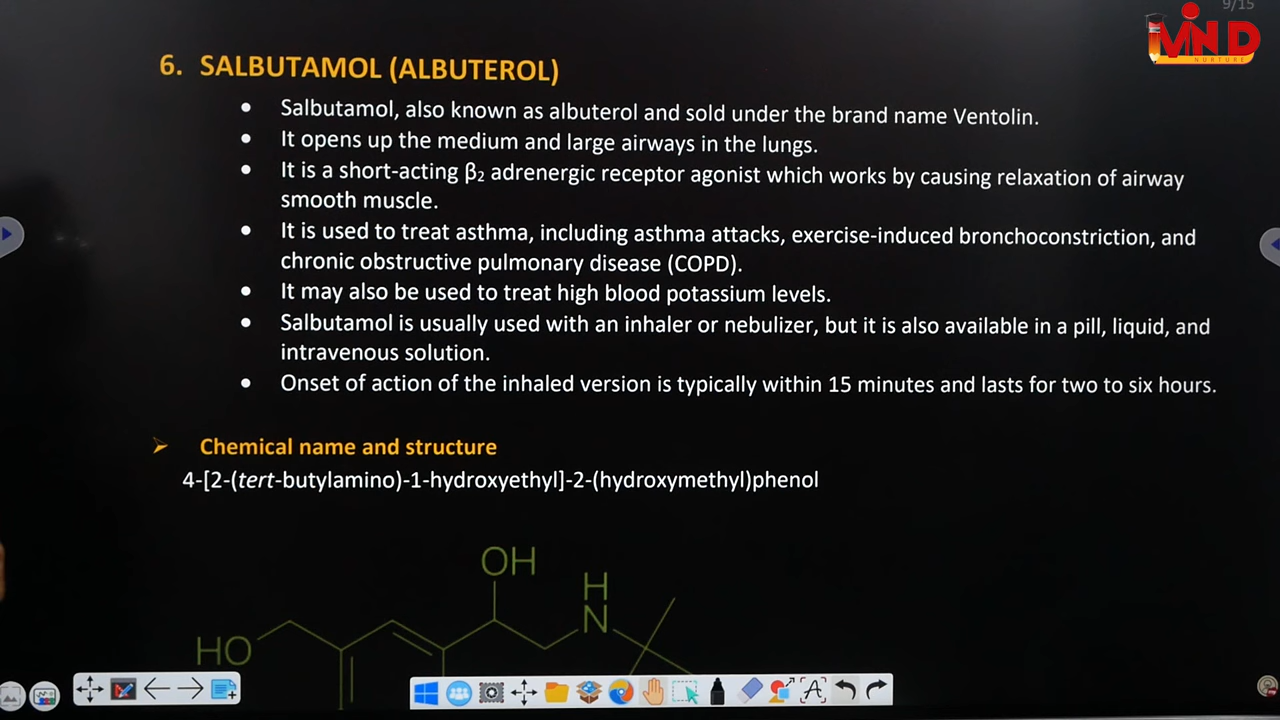 9/15
MIND
NURTURE
6. SALBUTAMOL (ALBUTEROL)
• Salbutamol, also known as albuterol and sold under the brand name Ventolin.
• It opens up the medium and large airways in the lungs.
• It is a short-acting β₂ adrenergic receptor agonist which works by causing relaxation of airway
smooth muscle.
• It is used to treat asthma, including asthma attacks, exercise-induced bronchoconstriction, and
chronic obstructive pulmonary disease (COPD).
• It may also be used to treat high blood potassium levels.
• Salbutamol is usually used with an inhaler or nebulizer, but it is also available in a pill, liquid, and
intravenous solution.
• Onset of action of the inhaled version is typically within 15 minutes and lasts for two to six hours.
➤ Chemical name and structure
4-[2-(tert-butylamino)-1-hydroxyethyl]-2-(hydroxymethyl)phenol
OH
H
N
HO
A